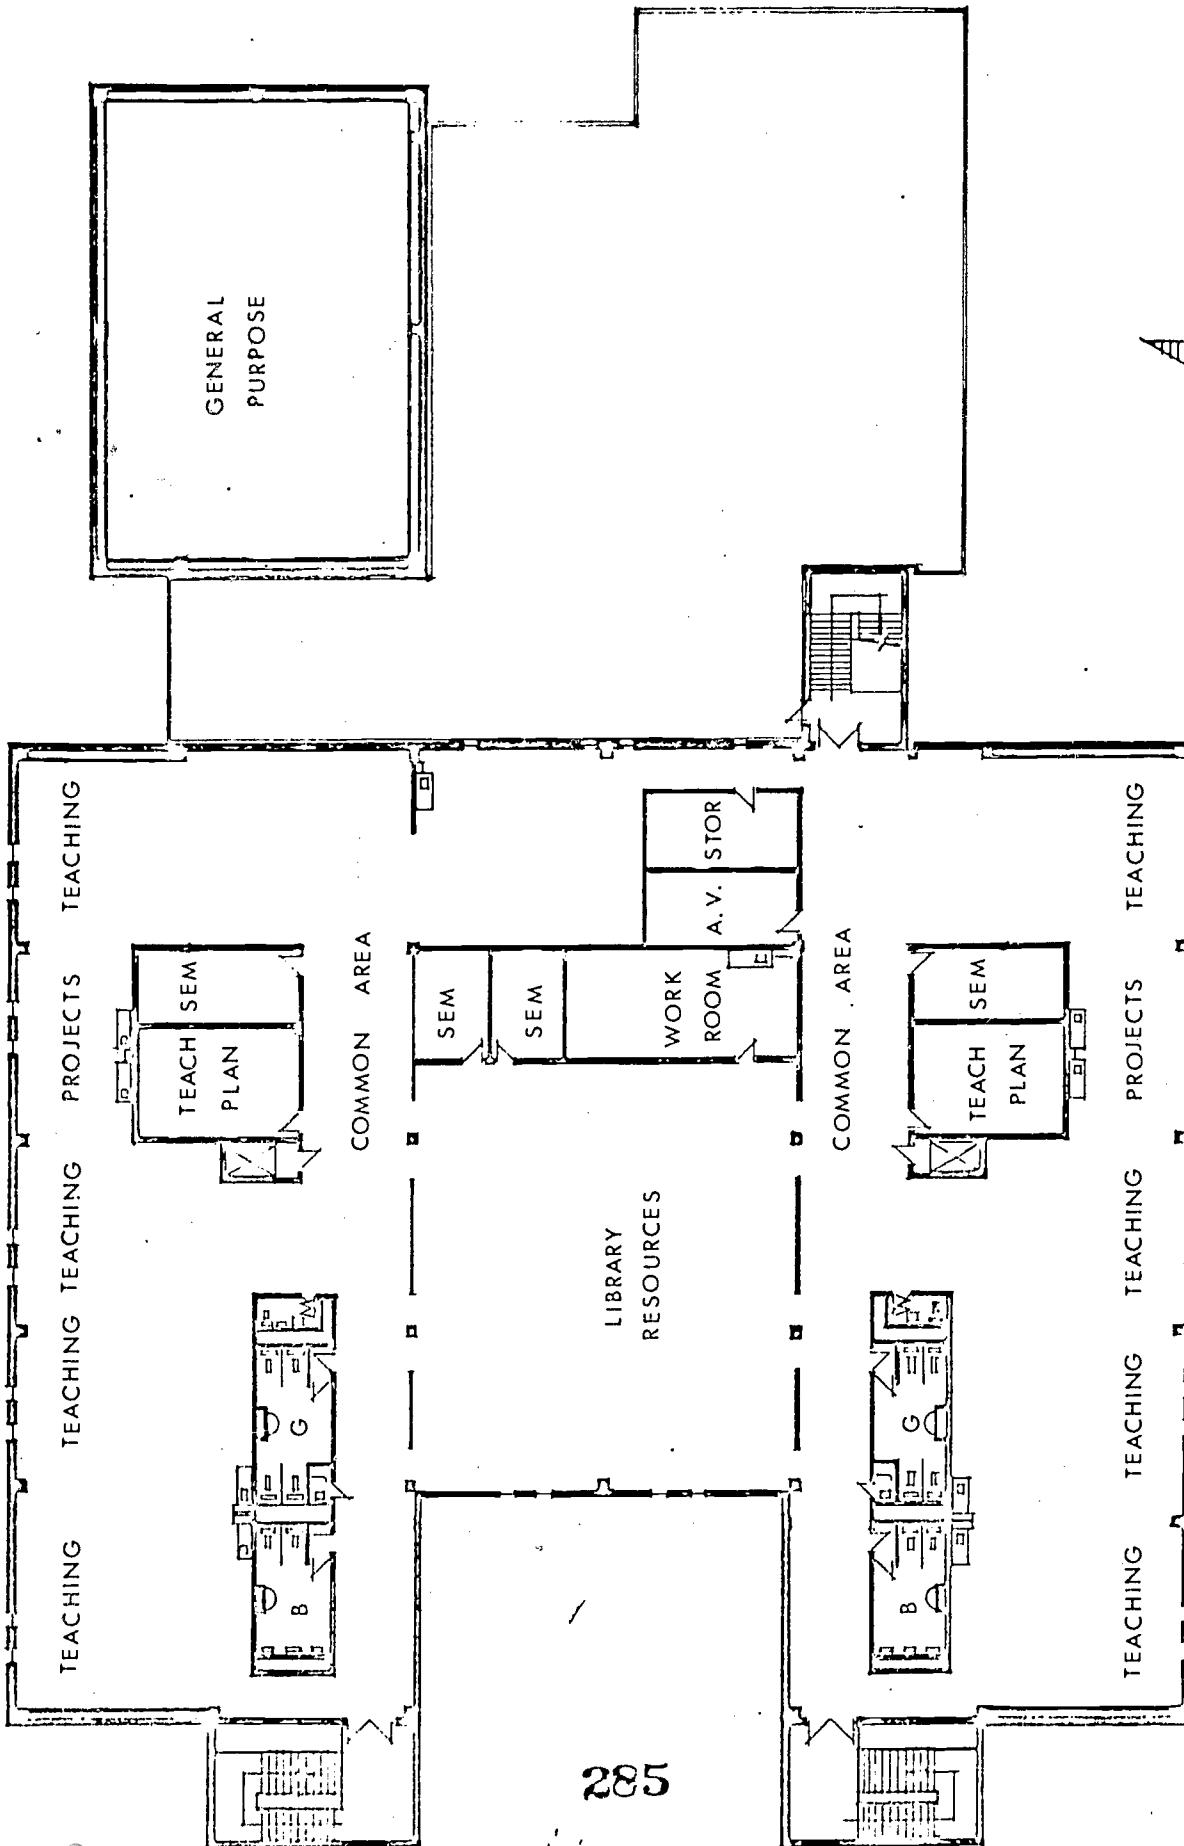 GENERAL
PURPOSE
TEACHING
PROJECTS
TEACHING
TEACHING
TEACHING
SEM
TEACH
PLAN
COMMON AREA
G
B
SEM
SEM
WORK
ROOM
A.V.
STOR
LIBRARY
RESOURCES
COMMON AREA
SEM
TEACH
PLAN
G
B
TEACHING
PROJECTS
TEACHING
TEACHING
TEACHING
285